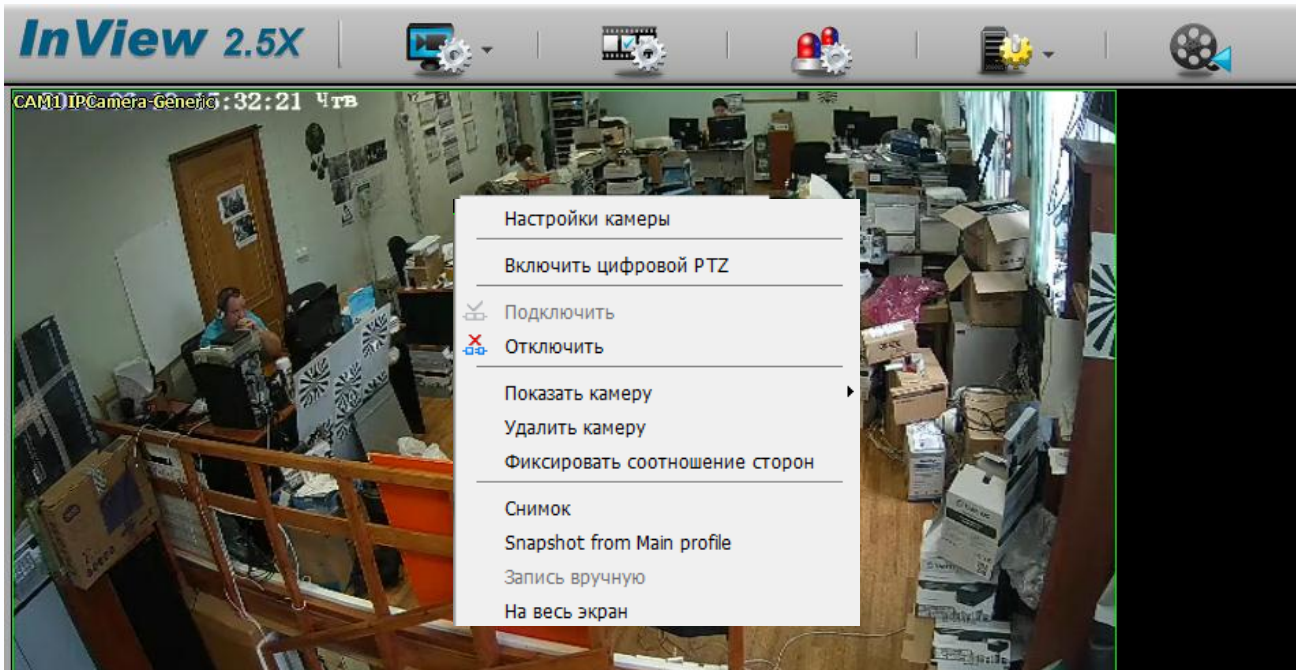 InView 2.5X
CAM1 IPCamera-Generic
:32:21 Чтв
Настройки камеры
Включить цифровой PTZ
Подключить
Отключить
Показать камеру
Удалить камеру
Фиксировать соотношение сторон
Снимок
Snapshot from Main profile
Запись вручную
На весь экран